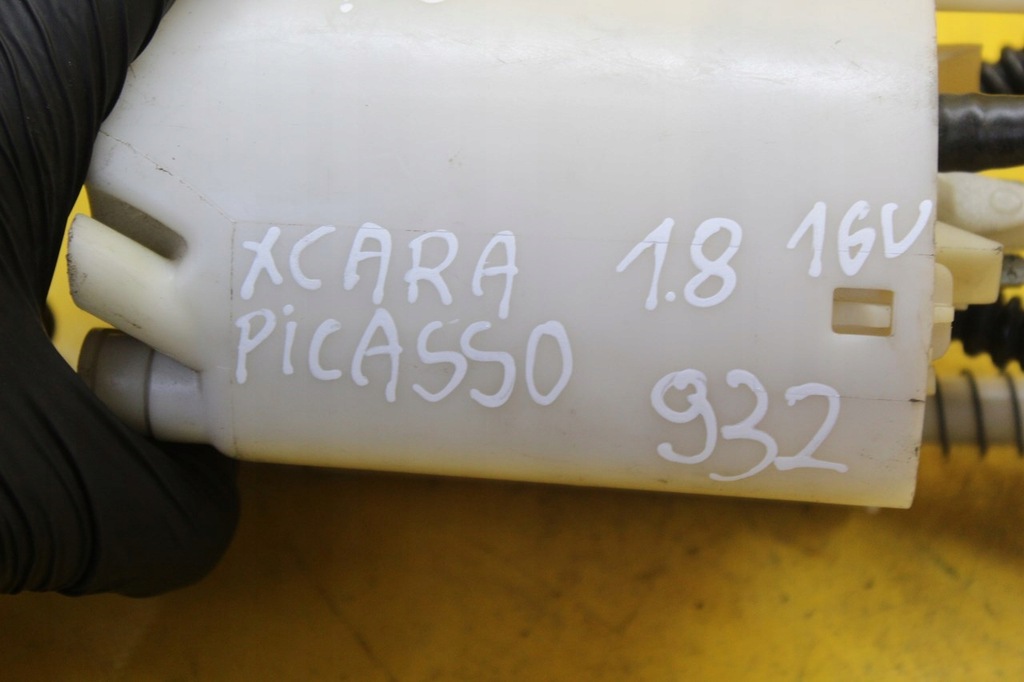 XCARA 1.8 16V
PiCASSO
932